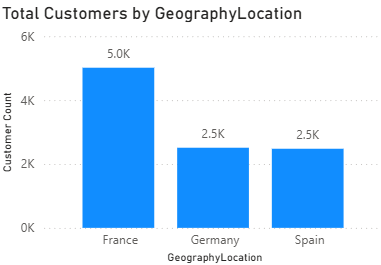 Total Customers by GeographyLocation
6K
5.0K
4K
2.5K
2.5K
2K
0K
Customer Count
France
Germany
Spain
GeographyLocation